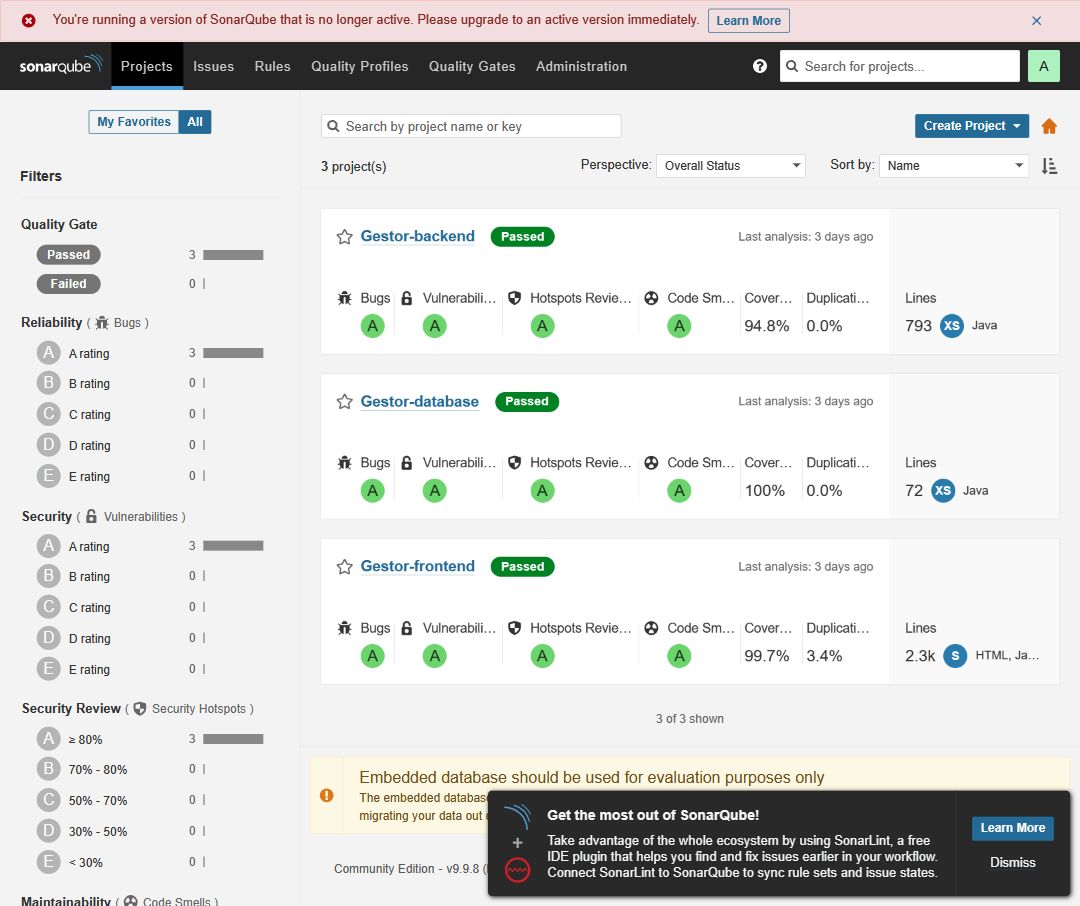 You're running a version of SonarQube that is no longer active. Please upgrade to an active version immediately. Learn More
sonarqube Projects Issues Rules Quality Profiles Quality Gates Administration ? Search for projects... A
My Favorites All
Filters
Quality Gate
Passed 3
Failed 0
Reliability ( Bugs )
A A rating 3
B B rating 0
C C rating 0
D D rating 0
E E rating 0
Security ( Vulnerabilities )
A A rating 3
B B rating 0
C C rating 0
D D rating 0
E E rating 0
Security Review ( Security Hotspots )
A ≥ 80% 3
B 70% - 80% 0
C 50% - 70% 0
D 30% - 50% 0
E < 30% 0
Maintainability ( Code Smells )
Search by project name or key Create Project
3 project(s) Perspective: Overall Status Sort by: Name
Gestor-backend Passed Last analysis: 3 days ago
Bugs Vulnerabili... Hotspots Revie... Code Sm... Cover... Duplicati... Lines
A A A A 94.8% 0.0% 793 XS Java
Gestor-database Passed Last analysis: 3 days ago
Bugs Vulnerabili... Hotspots Revie... Code Sm... Cover... Duplicati... Lines
A A A A 100% 0.0% 72 XS Java
Gestor-frontend Passed Last analysis: 3 days ago
Bugs Vulnerabili... Hotspots Revie... Code Sm... Cover... Duplicati... Lines
A A A A 99.7% 3.4% 2.3k S HTML, Ja...
3 of 3 shown
Embedded database should be used for evaluation purposes only
The embedded database
migrating your data out
Community Edition - v9.9.8
Get the most out of SonarQube!
Take advantage of the whole ecosystem by using SonarLint, a free
IDE plugin that helps you find and fix issues earlier in your workflow.
Connect SonarLint to SonarQube to sync rule sets and issue states.
Learn More
Dismiss